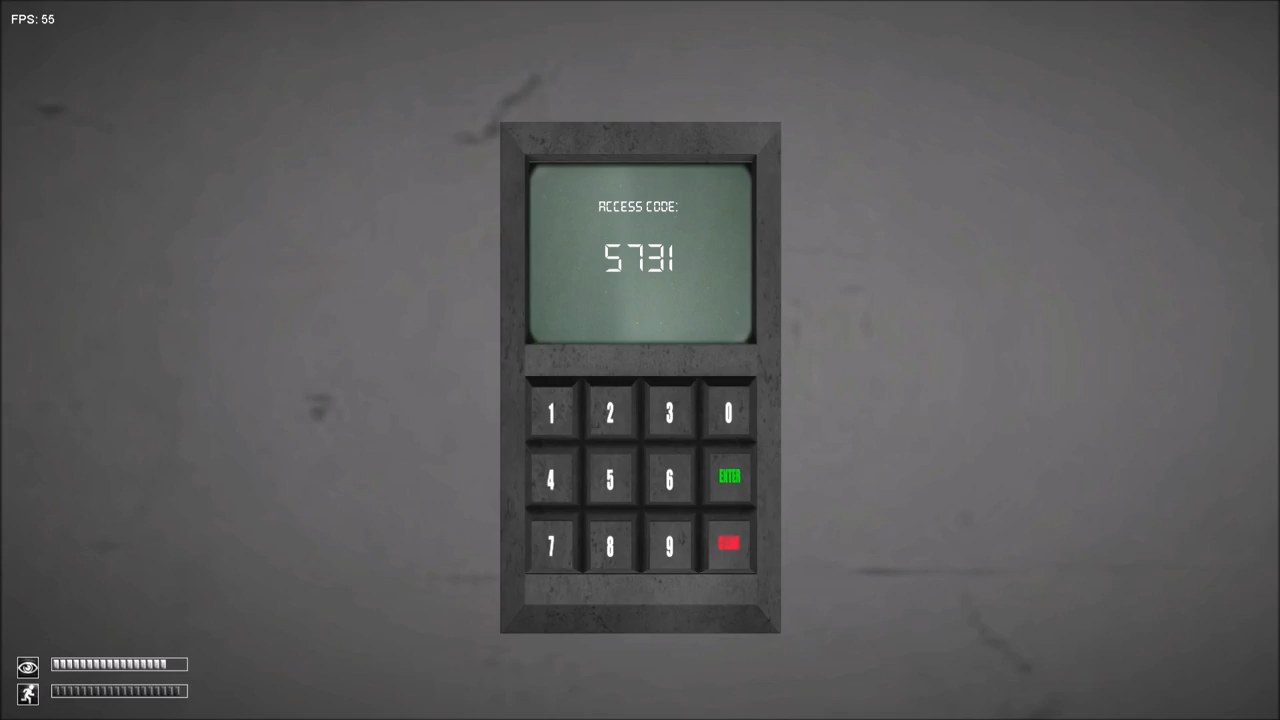 FPS: 55
ACCESS CODE:
5731
1 2 3 0
4 5 6 ENTER
7 8 9